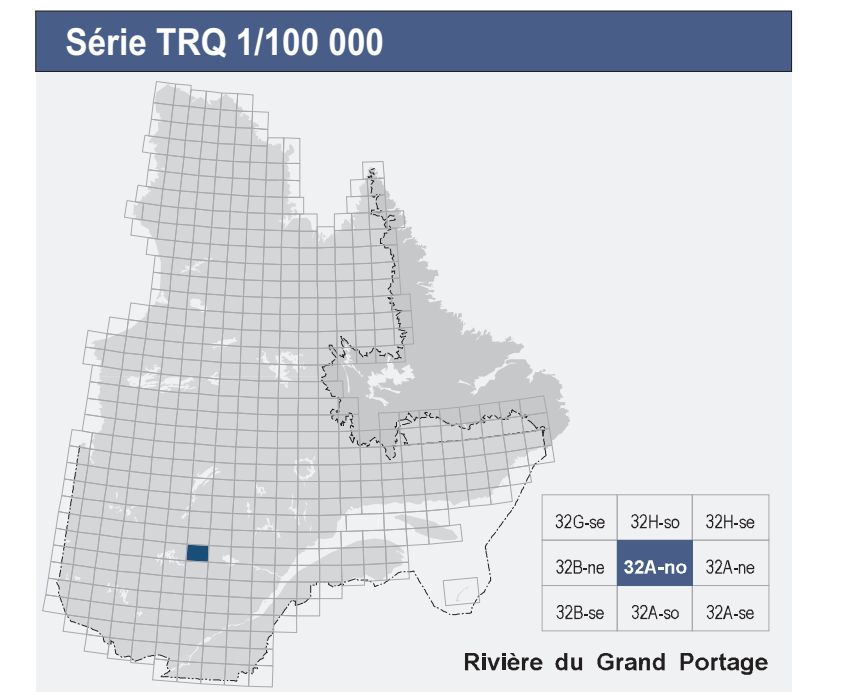 Série TRQ 1/100 000
32G-se 32H-so 32H-se
32B-ne 32A-no 32A-ne
32B-se 32A-so 32A-se
Rivière du Grand Portage